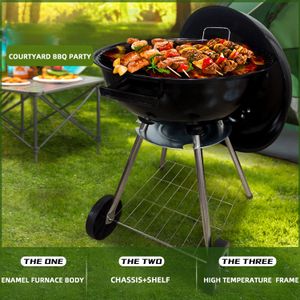 COURTYARD BBQ PARTY
THE ONE
THE TWO
THE THREE
ENAMEL FURNACE BODY
CHASSIS+SHELF
HIGH TEMPERATURE FRAME